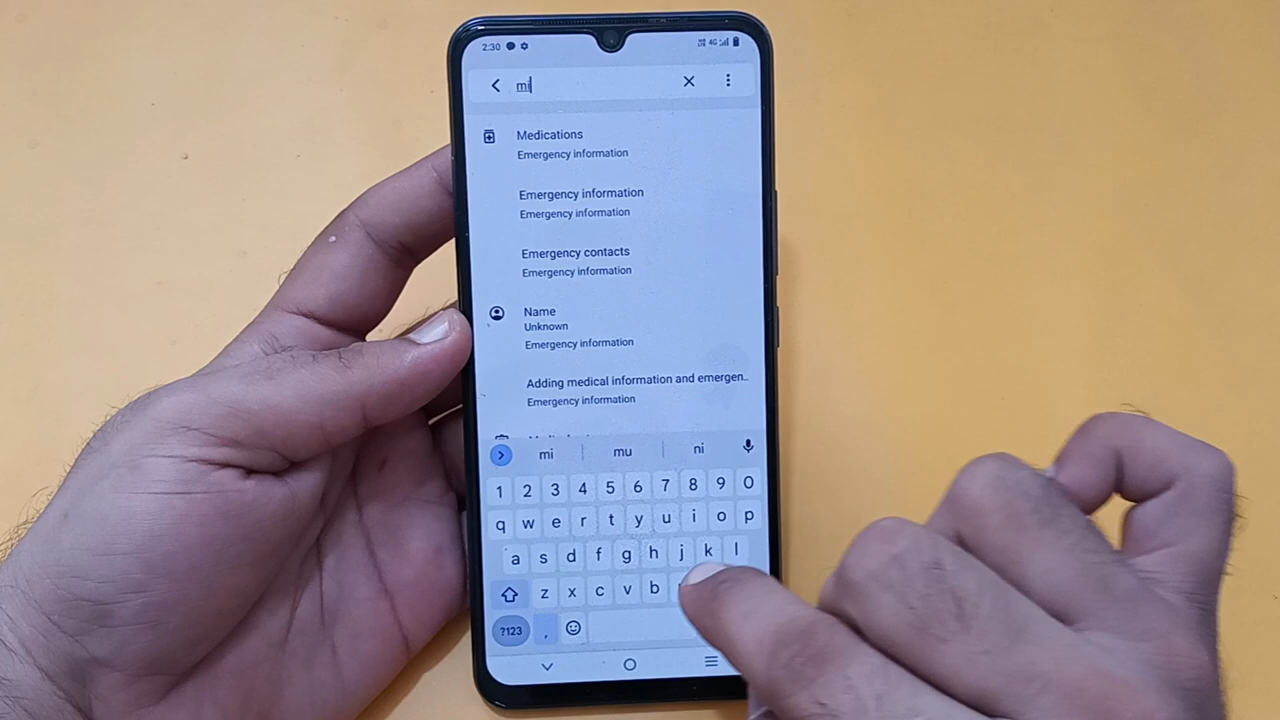 2:30 4G
mi
Medications
Emergency information
Emergency information
Emergency information
Emergency contacts
Emergency information
Name
Unknown
Emergency information
Adding medical information and emergen..
Emergency information
mi mu ni
1 2 3 4 5 6 7 8 9 0
q w e r t y u i o p
a s d f g h j k l
z x c v b
?123 ,